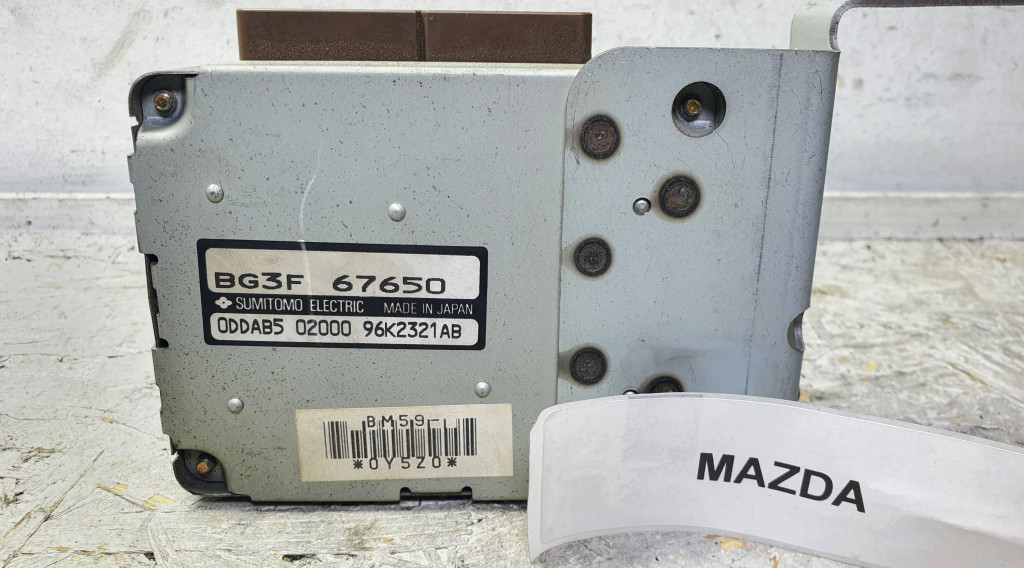 BG3F 67650
SUMITOMO ELECTRIC MADE IN JAPAN
0DDAB5 02000 96K2321AB
BM59-
*0Y5Z0*
MAZDA